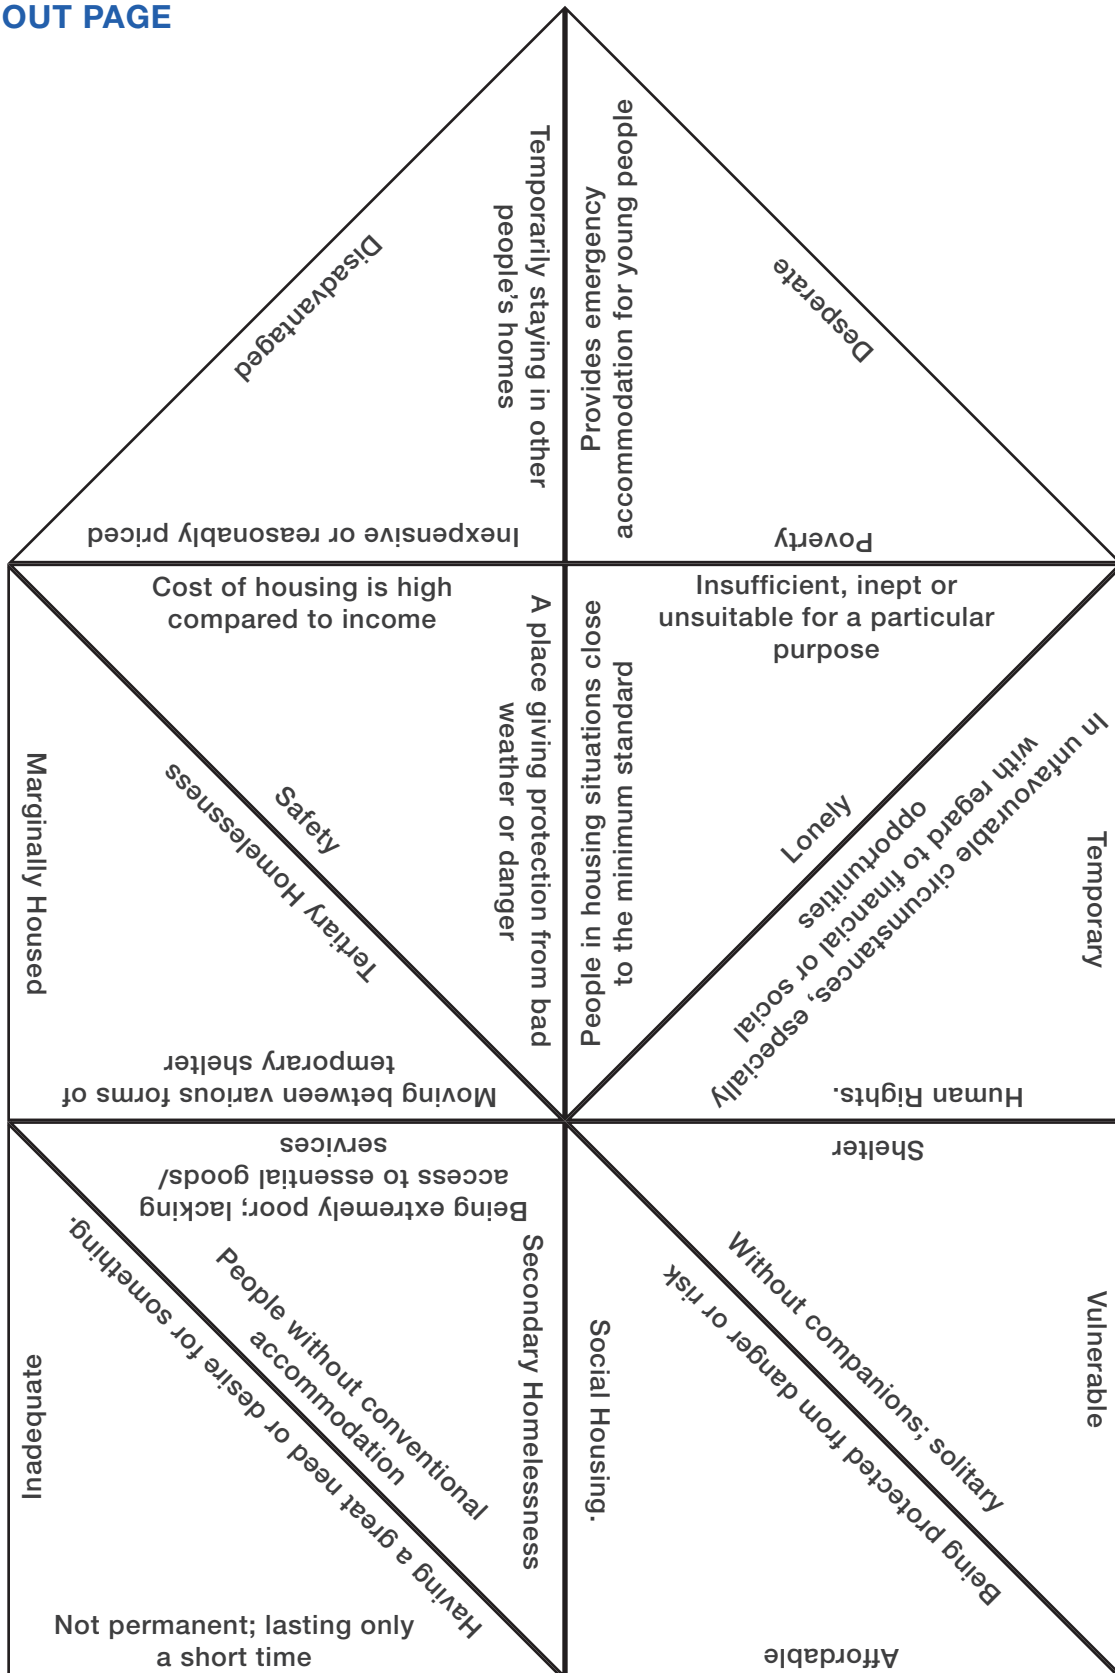 OUT PAGE
Disadvantaged
Temporarily staying in other
people's homes
Inexpensive or reasonably priced
Provides emergency
accommodation for young people
Desperate
Poverty
Cost of housing is high
compared to income
A place giving protection from bad
weather or danger
Safety
Tertiary Homelessness
Marginally Housed
Moving between various forms of
temporary shelter
People in housing situations close
to the minimum standard
Insufficient, inept or
unsuitable for a particular
purpose
Lonely
In unfavourable circumstances, especially
with regard to financial or social
opportunities
Temporary
Human Rights.
Being extremely poor; lacking
access to essential goods/
services
Secondary Homelessness
People without conventional
accommodation
Having a great need or desire for something.
Inadequate
Not permanent; lasting only
a short time
Shelter
Vulnerable
Without companions; solitary
Being protected from danger or risk
Social Housing.
Affordable